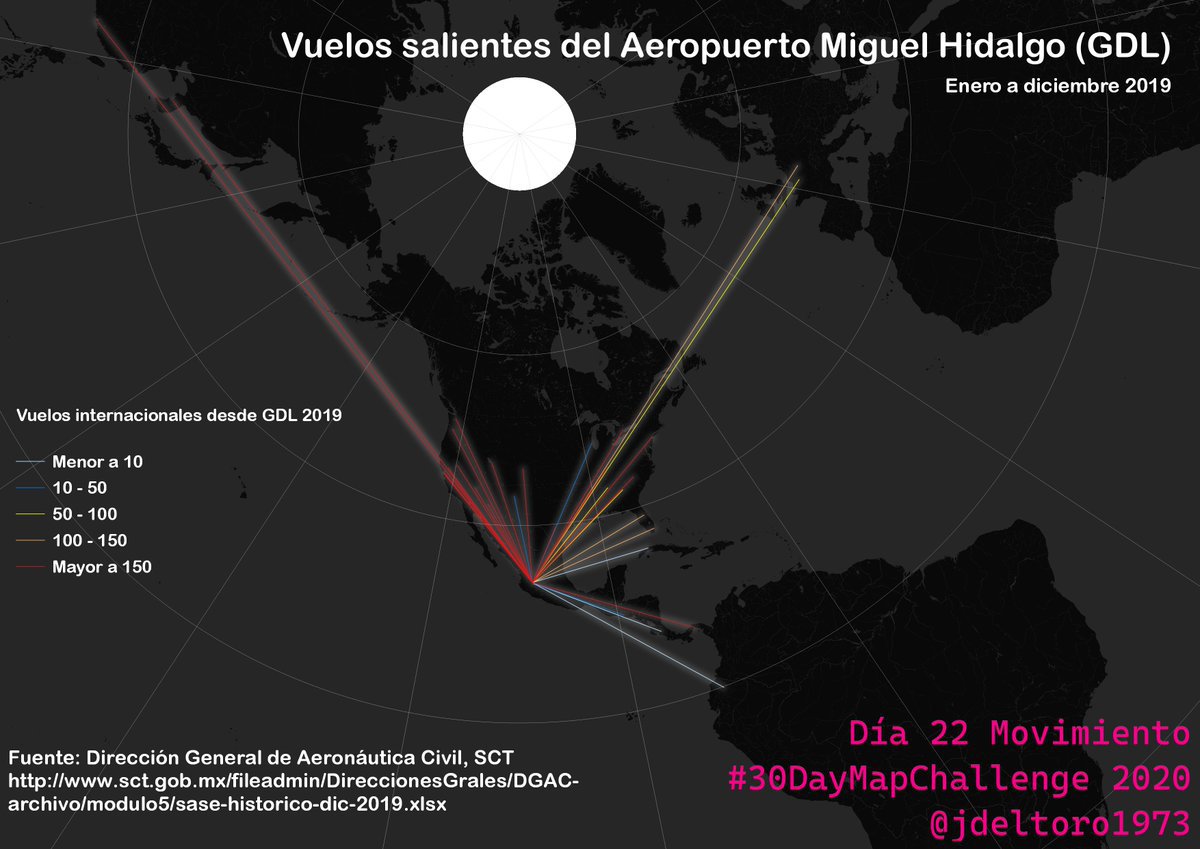 Vuelos salientes del Aeropuerto Miguel Hidalgo (GDL)
Enero a diciembre 2019
Vuelos internacionales desde GDL 2019
Menor a 10
10 - 50
50 - 100
100 - 150
Mayor a 150
Fuente: Dirección General de Aeronáutica Civil, SCT
http://www.sct.gob.mx/fileadmin/DireccionesGrales/DGAC-
archivo/modulo5/sase-historico-dic-2019.xlsx
Día 22 Movimiento
#30DayMapChallenge 2020
@jdeltoro1973